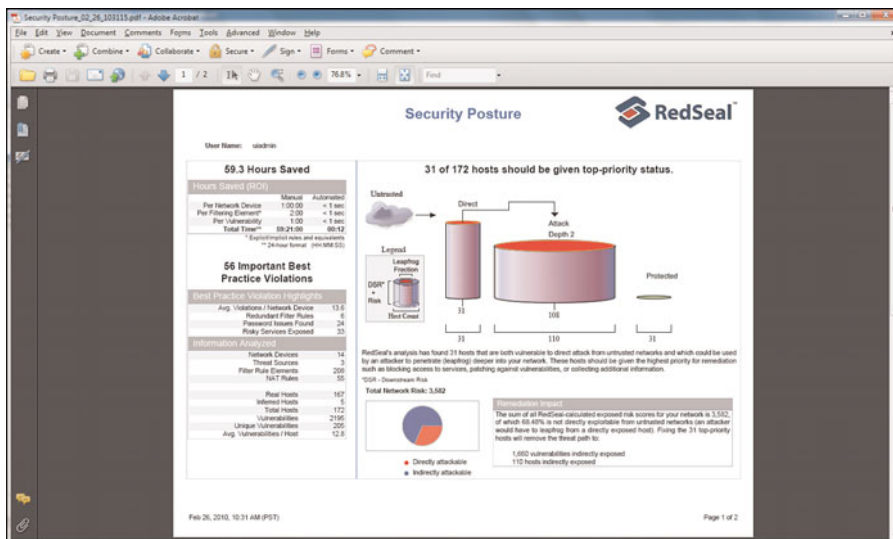 Security Posture_02_26_103115.pdf - Adobe Acrobat
File Edit View Document Comments Forms Tools Advanced Window Help
Create Combine Collaborate Secure Sign Forms Comment
1 / 2 76.8% Find
Security Posture
RedSeal™
User Name: uiadmin
59.3 Hours Saved
Hours Saved (ROI)
Manual Automated
Per Network Device 1:00:00 < 1 sec
Per Filtering Element* 2:00 < 1 sec
Per Vulnerability 1:00 < 1 sec
Total Time** 59:21:00 00:12
* Explicit/implicit rules and equivalents
** 24-hour format (HH:MM:SS)
56 Important Best
Practice Violations
Best Practice Violation Highlights
Avg. Violations / Network Device 13.6
Redundant Filter Rules 6
Password Issues Found 24
Risky Services Exposed 33
Information Analyzed
Network Devices 14
Threat Sources 3
Filter Rule Elements 208
NAT Rules 55
Real Hosts 167
Inferred Hosts 5
Total Hosts 172
Vulnerabilities 2195
Unique Vulnerabilities 205
Avg. Vulnerabilities / Host 12.8
31 of 172 hosts should be given top-priority status.
Untrusted
Direct
Attack
Depth 2
Protected
Legend
Leapfrog
Fraction
DSR*
+
Risk
Host Count
31 108
31 110 31
RedSeal's analysis has found 31 hosts that are both vulnerable to direct attack from untrusted networks and which could be used
by an attacker to penetrate (leapfrog) deeper into your network. These hosts should be given the highest priority for remediation
such as blocking access to services, patching against vulnerabilities, or collecting additional information.
*DSR - Downstream Risk
Total Network Risk: 3,582
Directly attackable
Indirectly attackable
Remediation Impact
The sum of all RedSeal-calculated exposed risk scores for your network is 3,582,
of which 68.48% is not directly exploitable from untrusted networks (an attacker
would have to leapfrog from a directly exposed host). Fixing the 31 top-priority
hosts will remove the threat path to:
1,660 vulnerabilities indirectly exposed
110 hosts indirectly exposed
Feb 26, 2010, 10:31 AM (PST)
Page 1 of 2